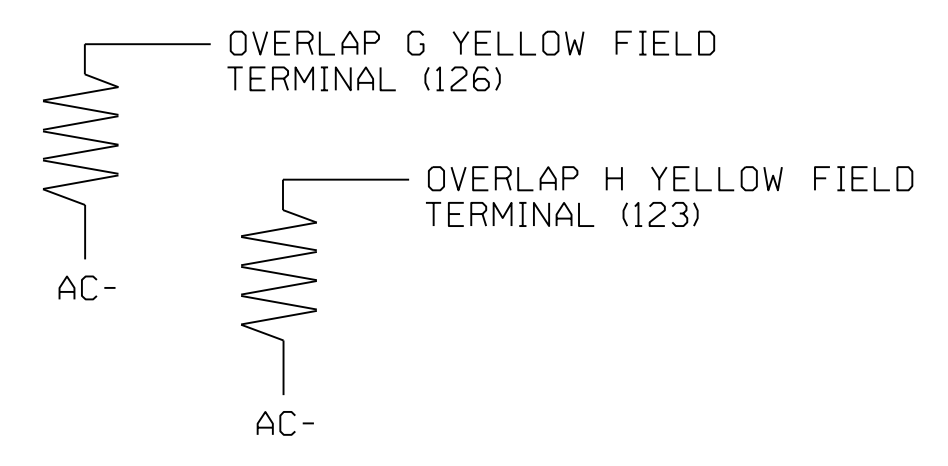 OVERLAP G YELLOW FIELD
TERMINAL (126)
AC-
OVERLAP H YELLOW FIELD
TERMINAL (123)
AC-